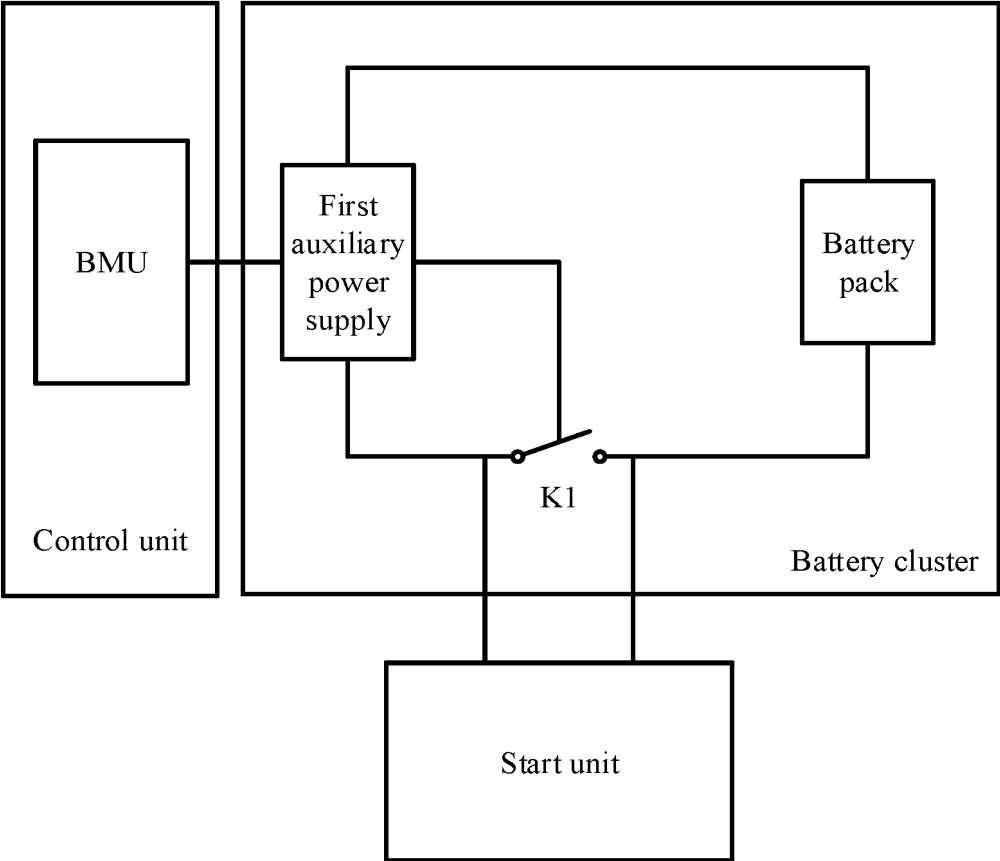 BMU
First
auxiliary
power
supply
Battery
pack
K1
Control unit
Battery cluster
Start unit